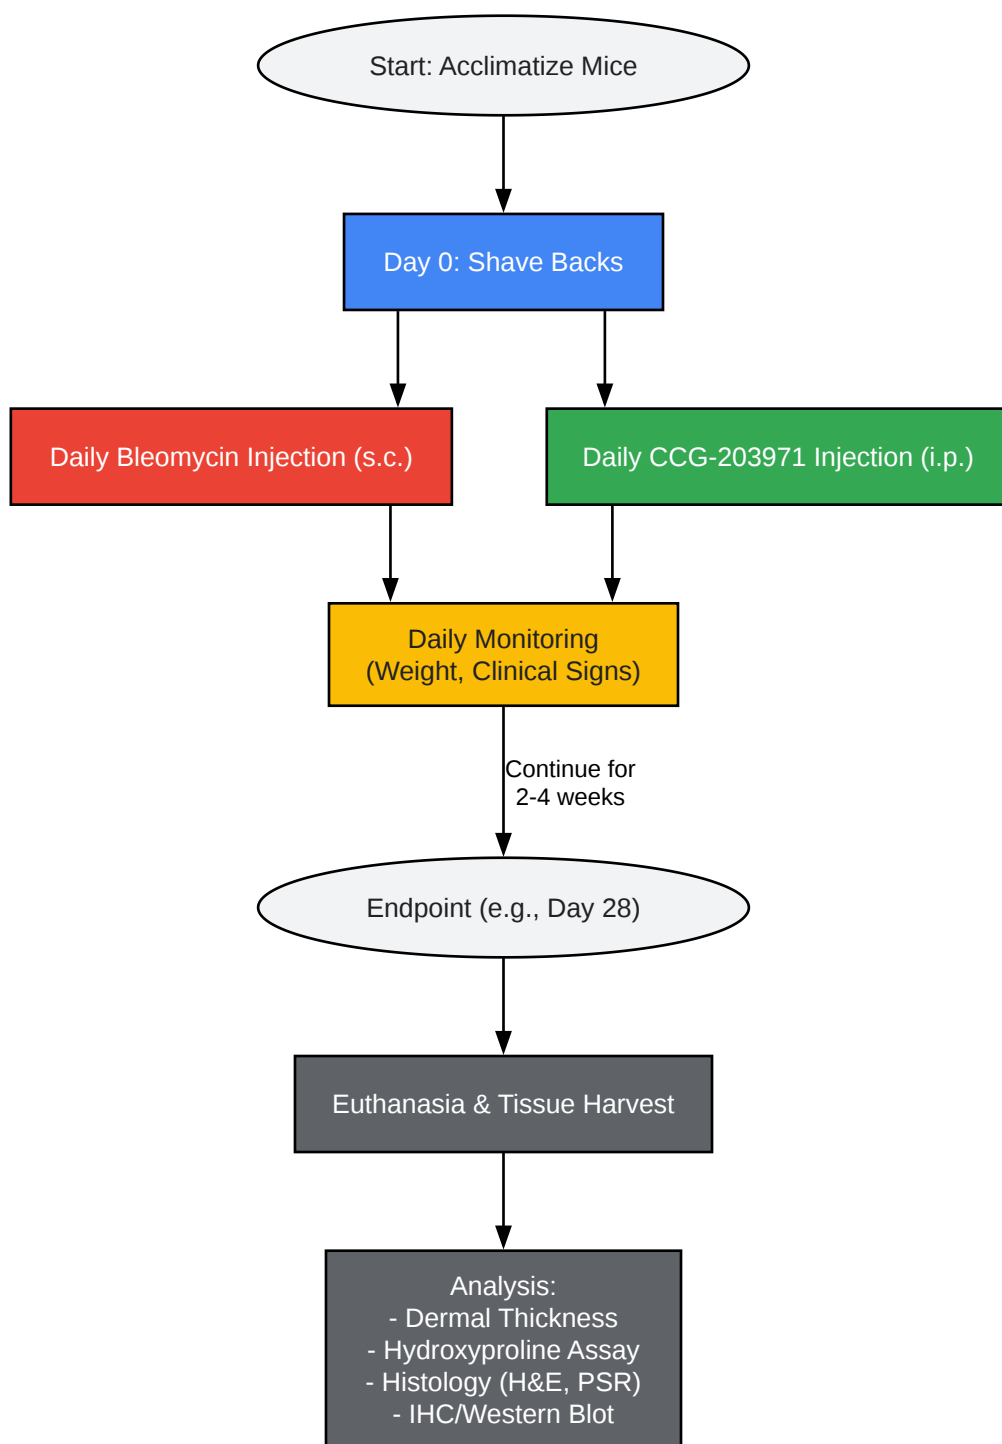 Start: Acclimatize Mice
Day 0: Shave Backs
Daily Bleomycin Injection (s.c.)
Daily CCG-203971 Injection (i.p.)
Daily Monitoring
(Weight, Clinical Signs)
Continue for
2-4 weeks
Endpoint (e.g., Day 28)
Euthanasia & Tissue Harvest
Analysis:
- Dermal Thickness
- Hydroxyproline Assay
- Histology (H&E, PSR)
- IHC/Western Blot